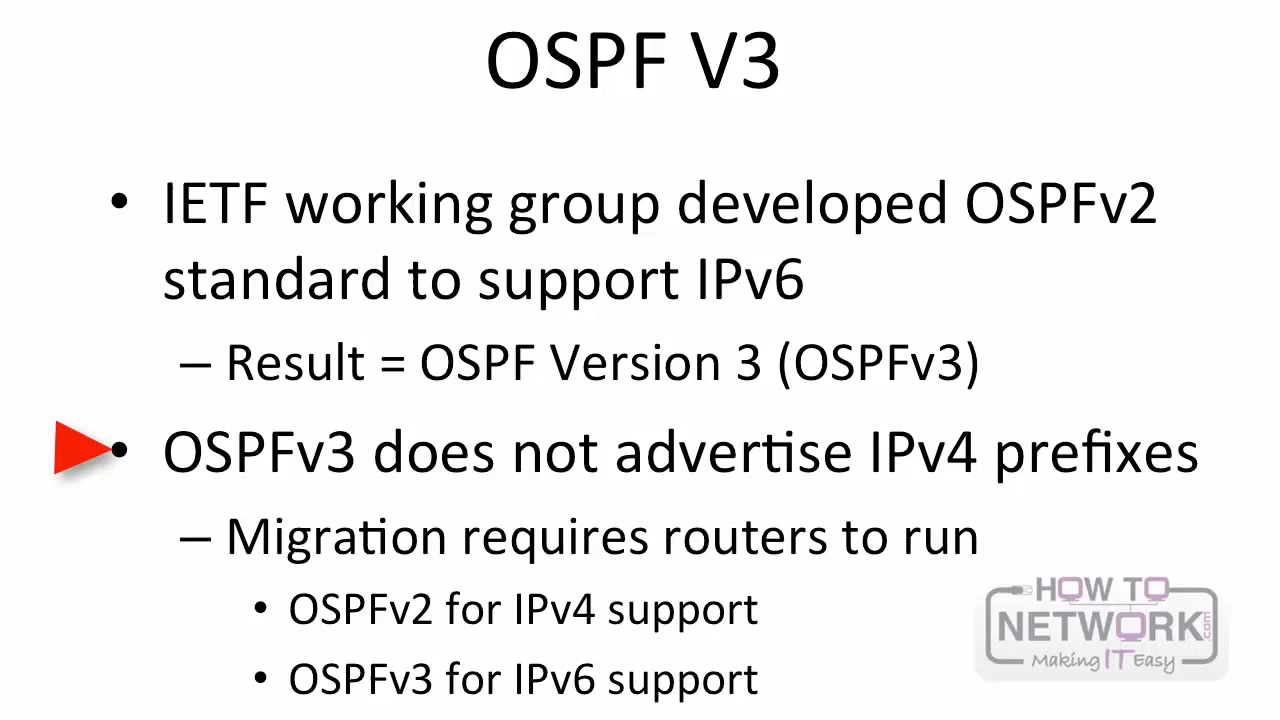 OSPF V3
• IETF working group developed OSPFv2
standard to support IPv6
– Result = OSPF Version 3 (OSPFv3)
• OSPFv3 does not advertise IPv4 prefixes
– Migration requires routers to run
• OSPFv2 for IPv4 support
• OSPFv3 for IPv6 support
HOW TO
NETWORK.com
Making IT Easy